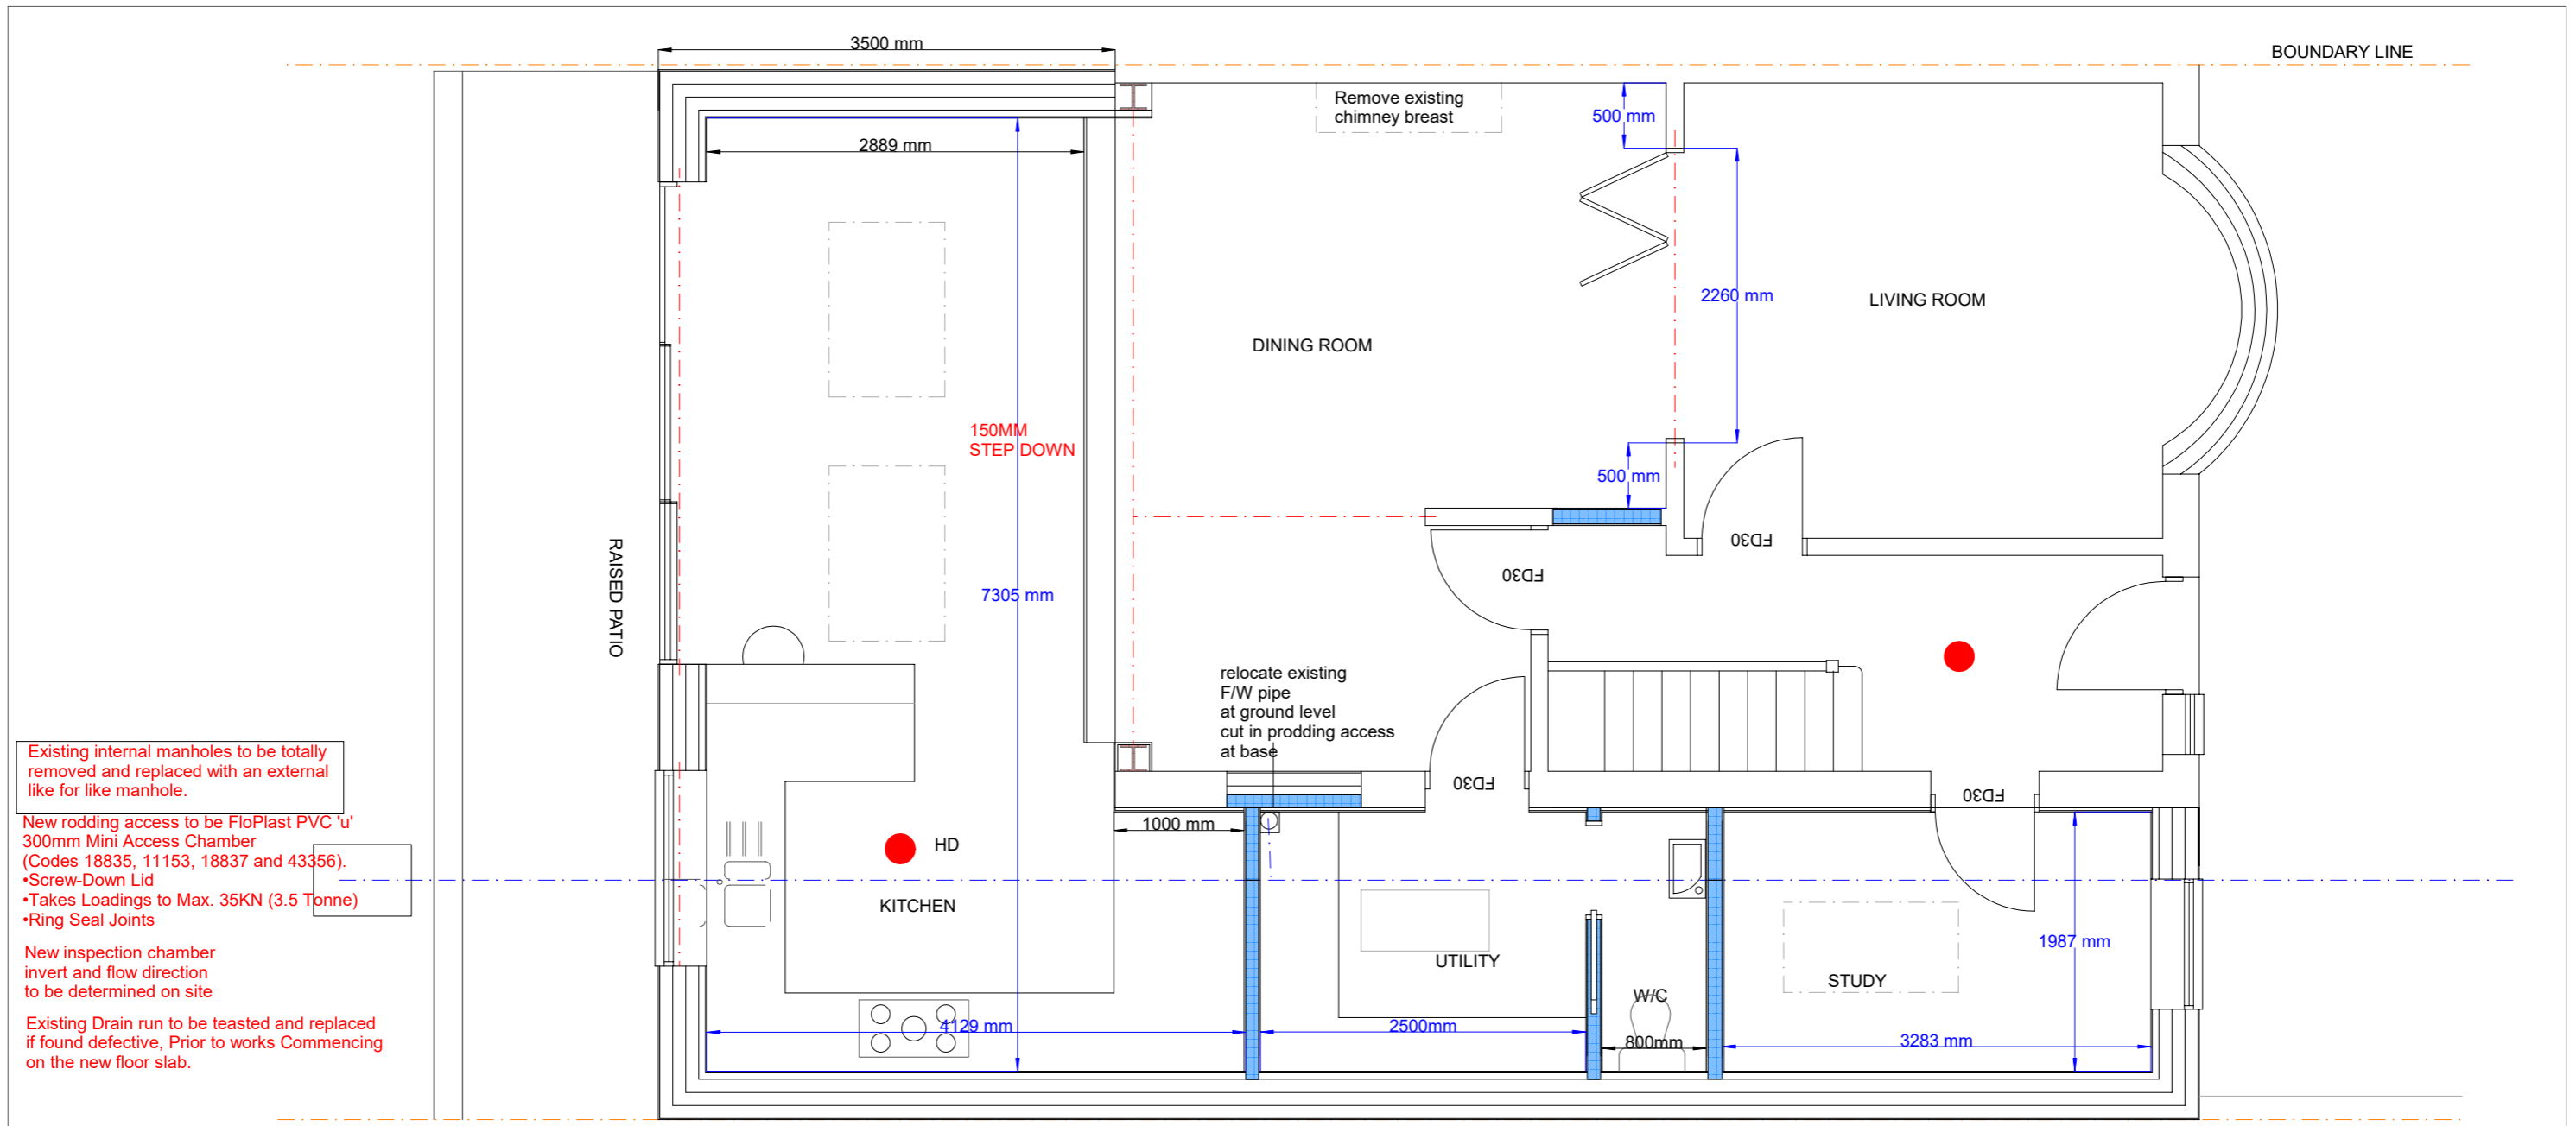 3500 mm
BOUNDARY LINE
Remove existing
chimney breast
500 mm
2889 mm
2260 mm
LIVING ROOM
DINING ROOM
150MM
STEP DOWN
500 mm
FD30
FD30
RAISED PATIO
7305 mm
relocate existing
F/W pipe
at ground level
cut in prodding access
at base
FD30
FD30
Existing internal manholes to be totally
removed and replaced with an external
like for like manhole.
New rodding access to be FloPlast PVC 'u'
300mm Mini Access Chamber
(Codes 18835, 11153, 18837 and 43356).
•Screw-Down Lid
•Takes Loadings to Max. 35KN (3.5 Tonne)
•Ring Seal Joints
New inspection chamber
invert and flow direction
to be determined on site
Existing Drain run to be teasted and replaced
if found defective, Prior to works Commencing
on the new floor slab.
1000 mm
HD
KITCHEN
UTILITY
W/C
STUDY
1987 mm
4129 mm
2500mm
800mm
3283 mm